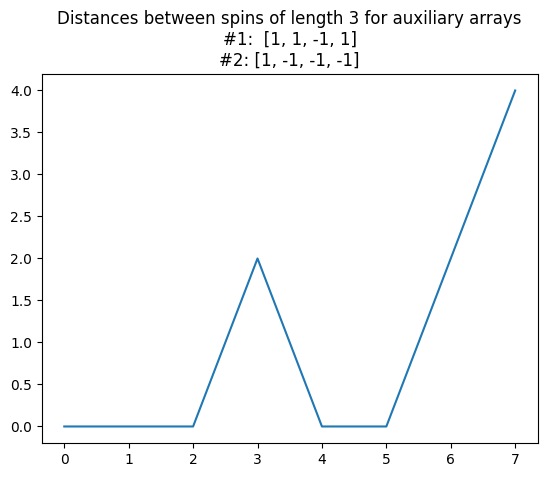 Distances between spins of length 3 for auxiliary arrays
#1:  [1, 1, -1, 1]
#2: [1, -1, -1, -1]
4.0
3.5
3.0
2.5
2.0
1.5
1.0
0.5
0.0
0 1 2 3 4 5 6 7